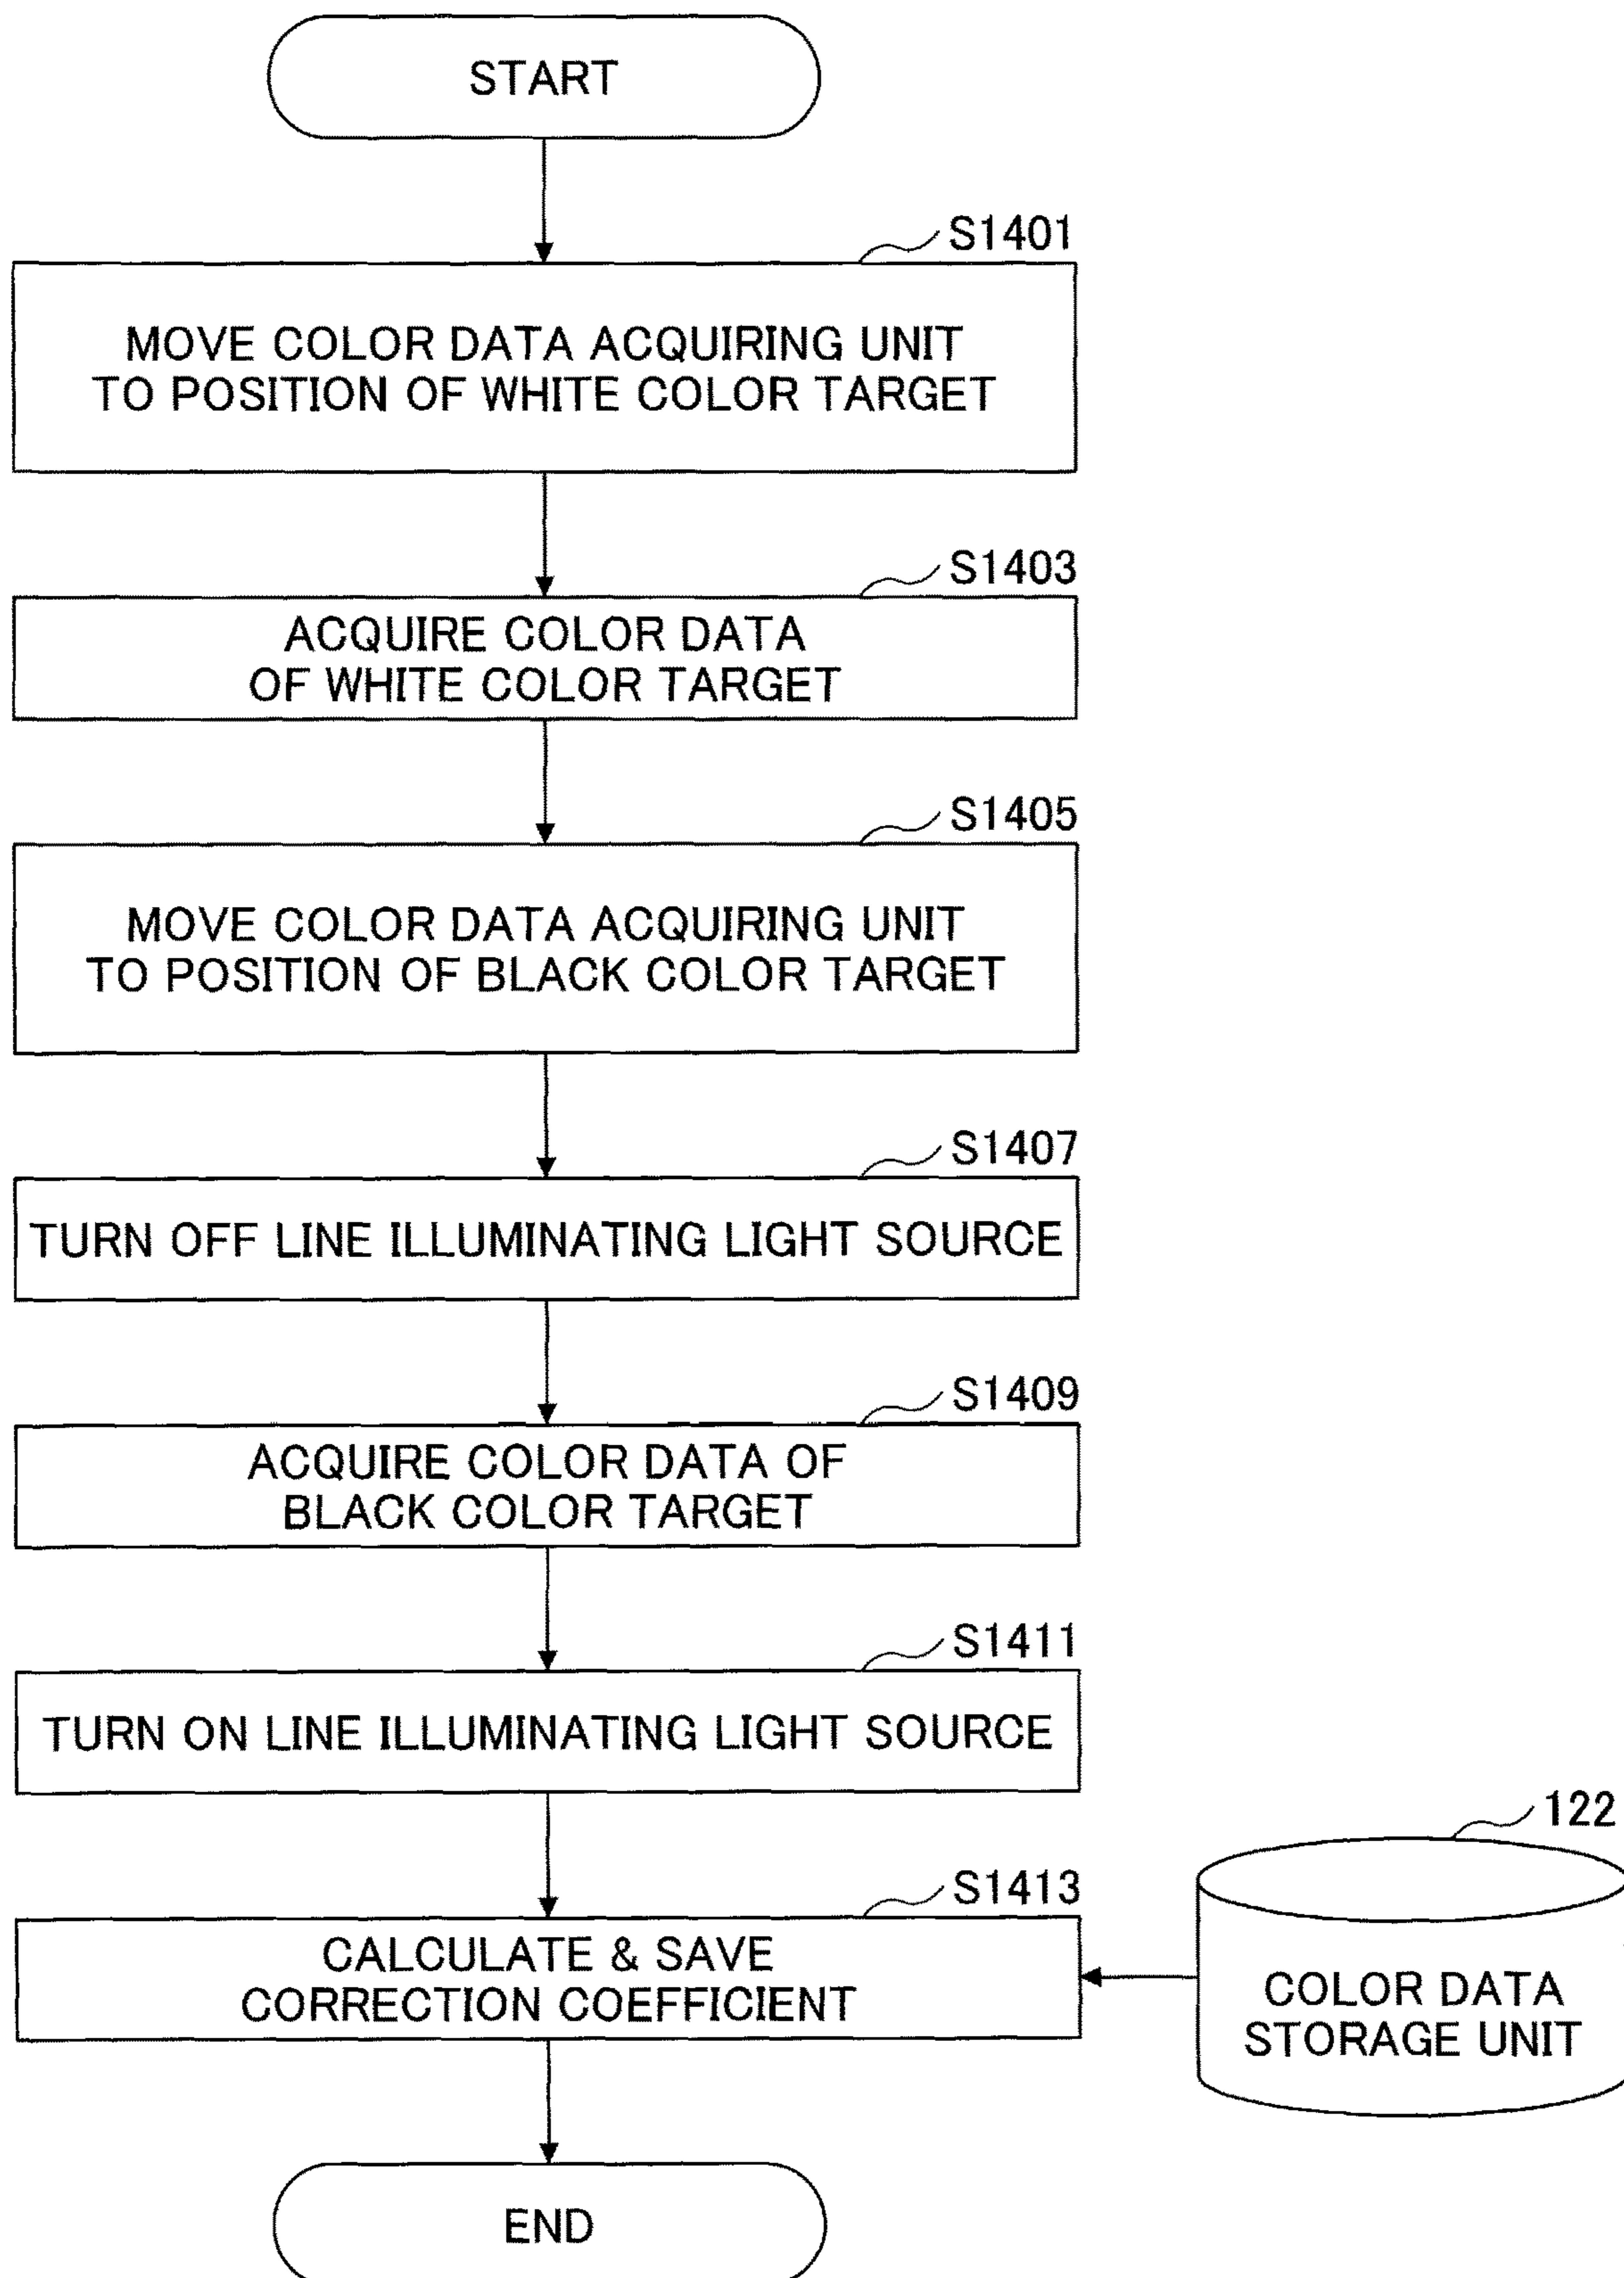 START
S1401
MOVE COLOR DATA ACQUIRING UNIT
TO POSITION OF WHITE COLOR TARGET
S1403
ACQUIRE COLOR DATA
OF WHITE COLOR TARGET
S1405
MOVE COLOR DATA ACQUIRING UNIT
TO POSITION OF BLACK COLOR TARGET
S1407
TURN OFF LINE ILLUMINATING LIGHT SOURCE
S1409
ACQUIRE COLOR DATA OF
BLACK COLOR TARGET
S1411
TURN ON LINE ILLUMINATING LIGHT SOURCE
S1413
CALCULATE & SAVE
CORRECTION COEFFICIENT
122
COLOR DATA
STORAGE UNIT
END